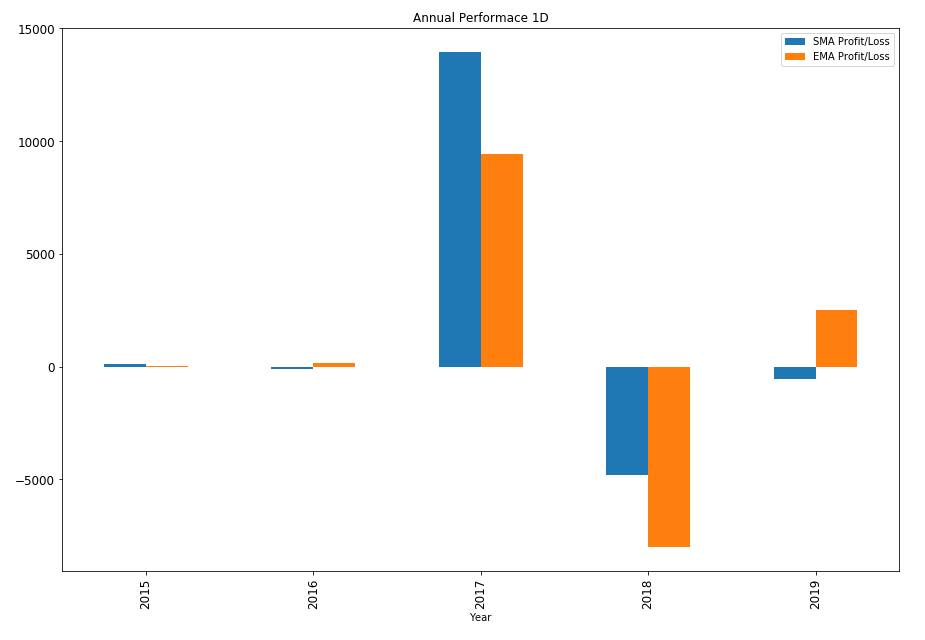 Annual Performace 1D
SMA Profit/Loss
EMA Profit/Loss
15000
10000
5000
0
−5000
2015
2016
2017
2018
2019
Year